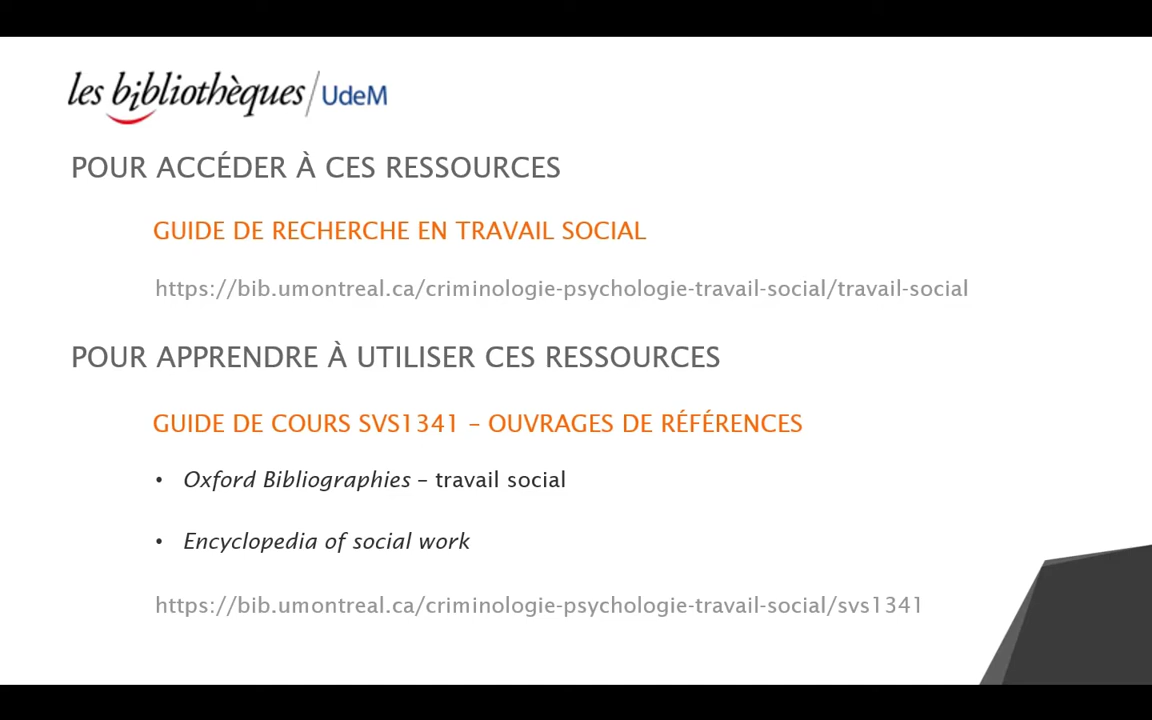 les bibliothèques/UdeM
POUR ACCÉDER À CES RESSOURCES
GUIDE DE RECHERCHE EN TRAVAIL SOCIAL
https://bib.umontreal.ca/criminologie-psychologie-travail-social/travail-social
POUR APPRENDRE À UTILISER CES RESSOURCES
GUIDE DE COURS SVS1341 – OUVRAGES DE RÉFÉRENCES
• Oxford Bibliographies – travail social
• Encyclopedia of social work
https://bib.umontreal.ca/criminologie-psychologie-travail-social/svs1341